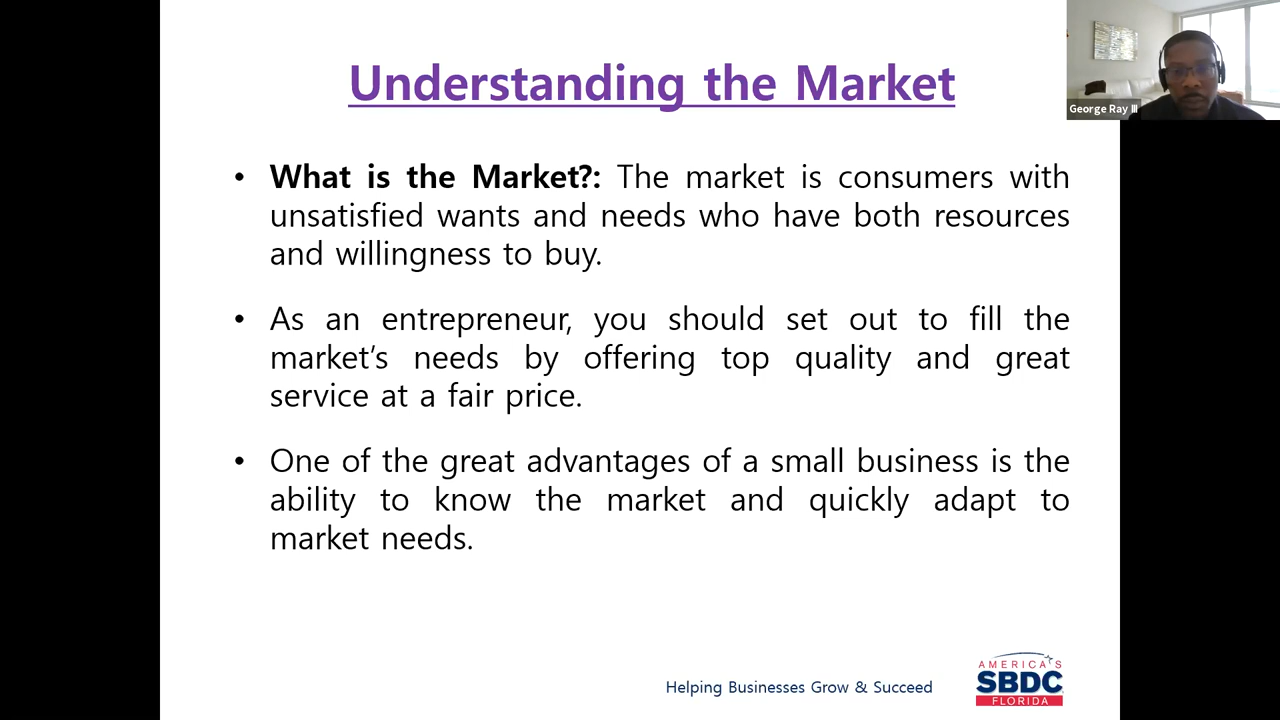 Understanding the Market
George Ray III
• What is the Market?: The market is consumers with
unsatisfied wants and needs who have both resources
and willingness to buy.
• As an entrepreneur, you should set out to fill the
market’s needs by offering top quality and great
service at a fair price.
• One of the great advantages of a small business is the
ability to know the market and quickly adapt to
market needs.
Helping Businesses Grow & Succeed
AMERICA'S
SBDC
FLORIDA